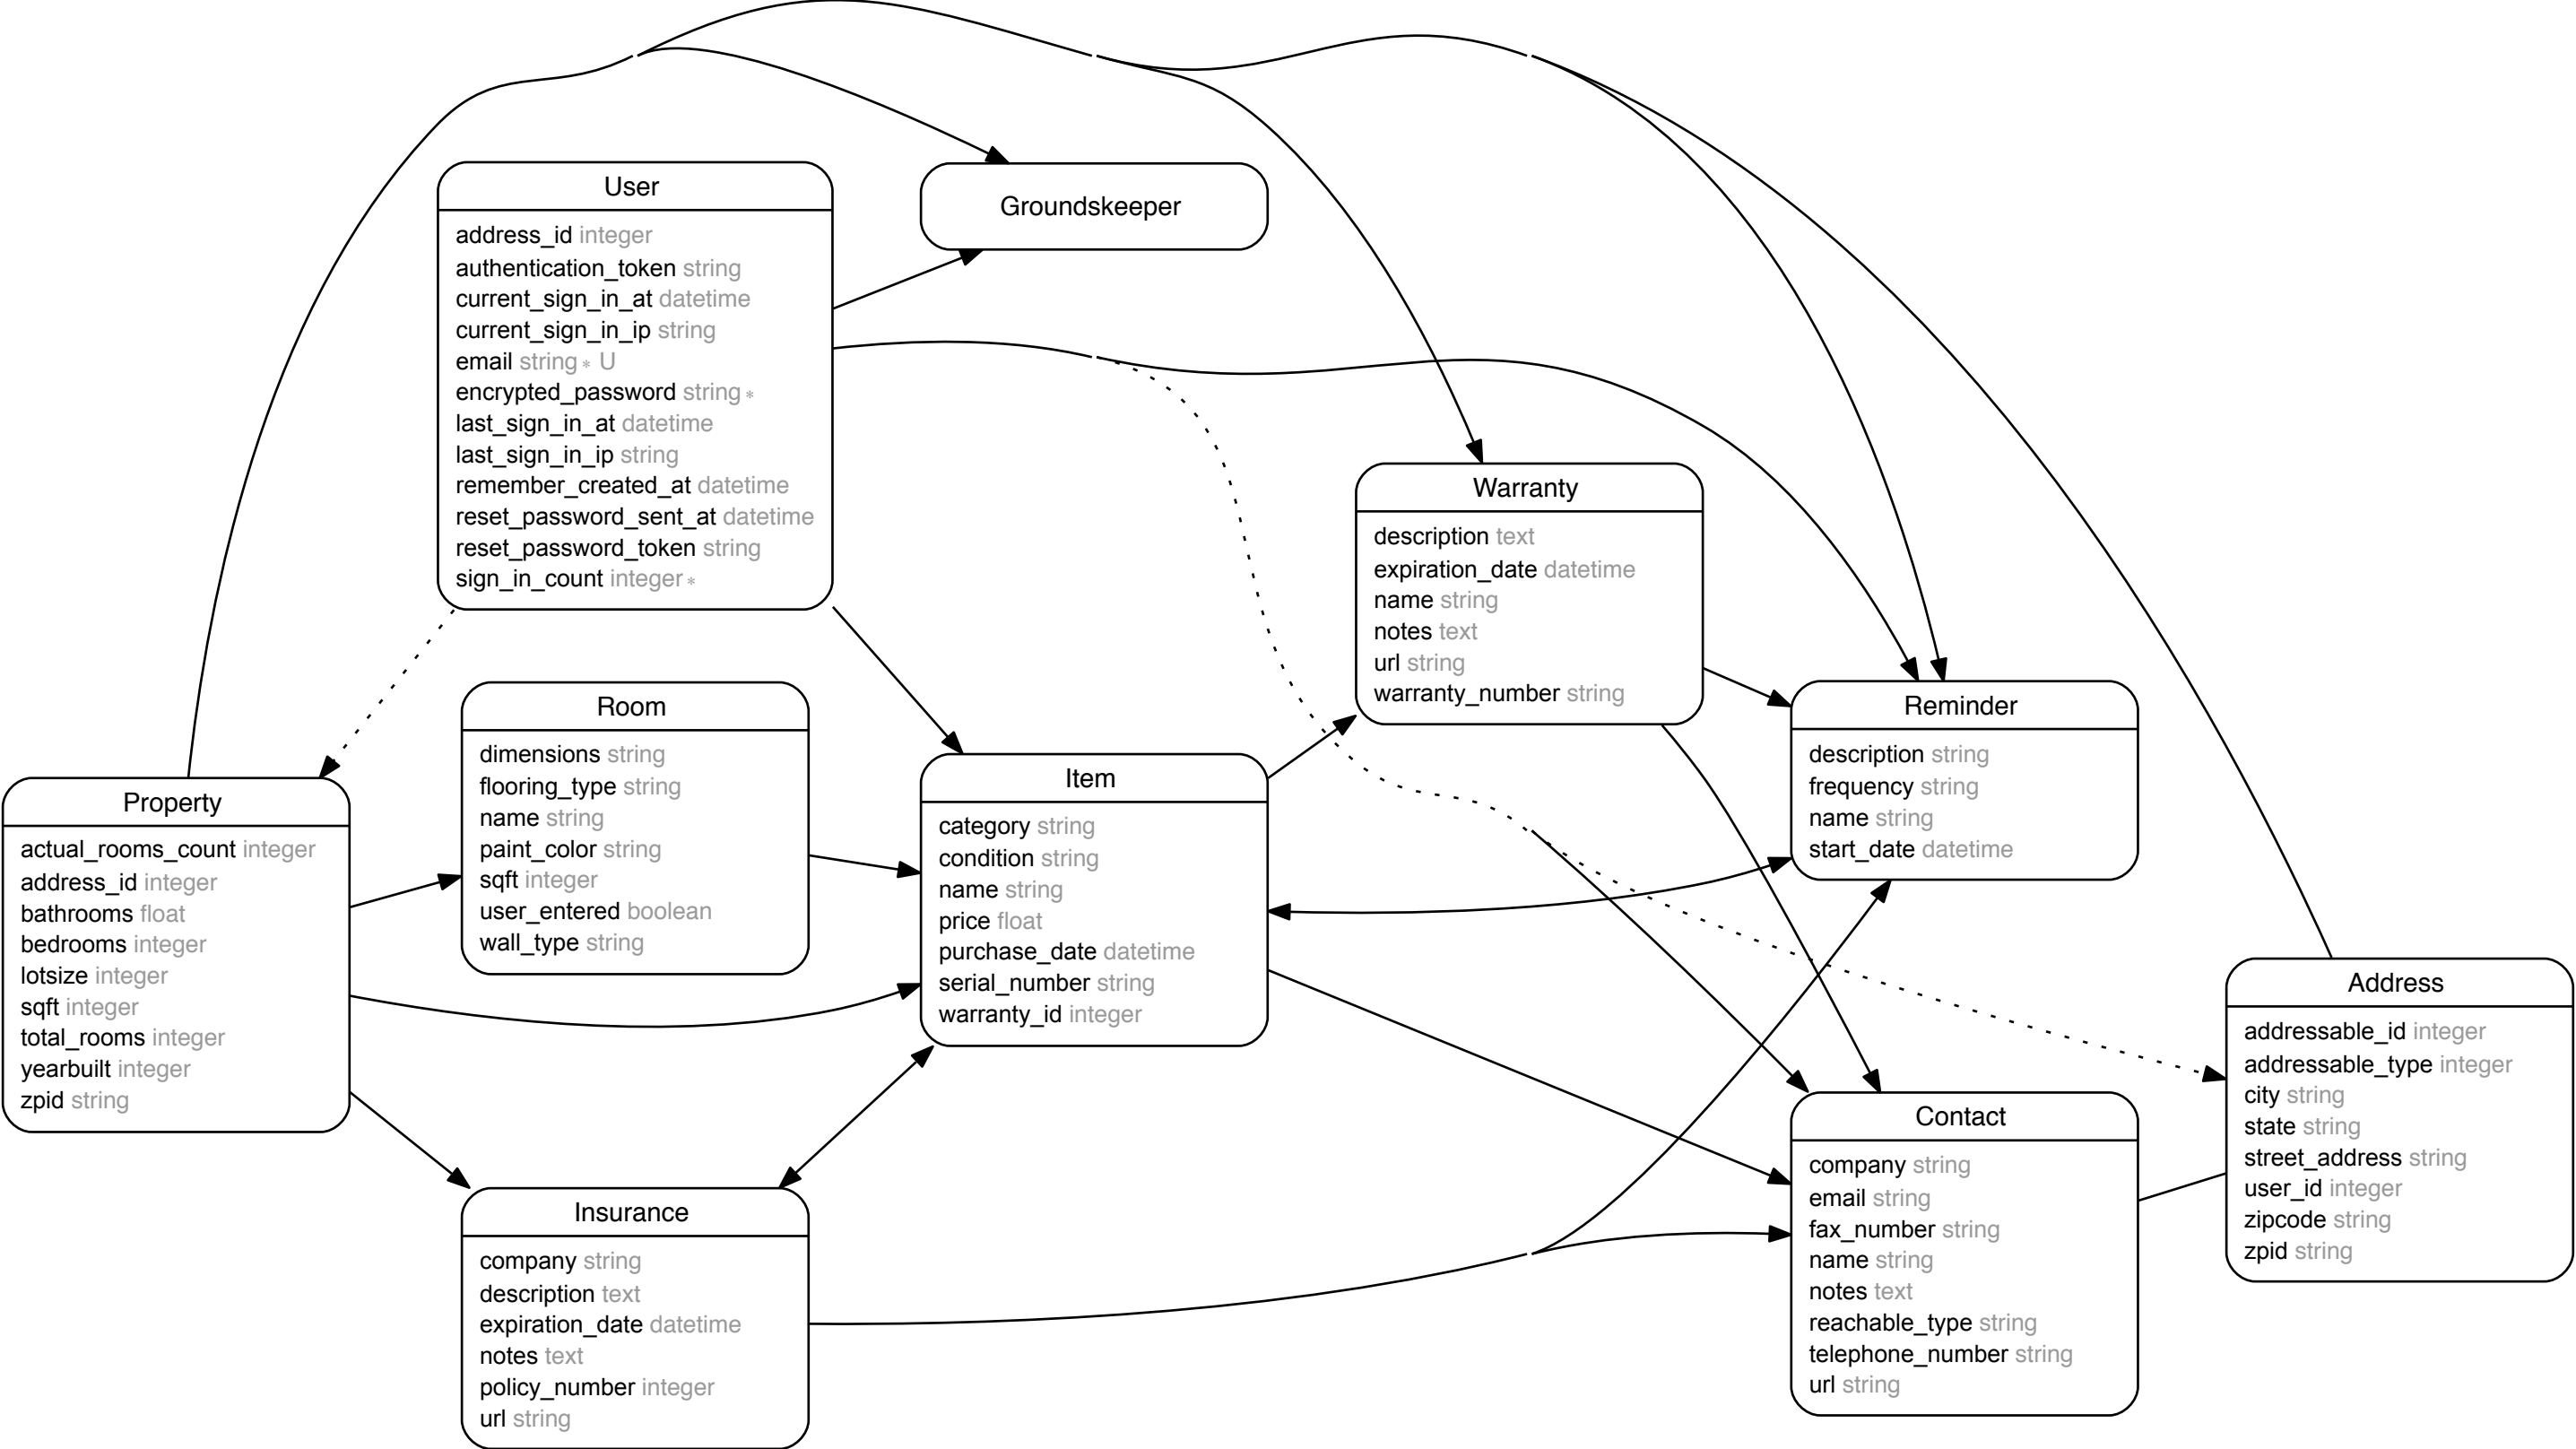 User
address_id integer
authentication_token string
current_sign_in_at datetime
current_sign_in_ip string
email string * U
encrypted_password string *
last_sign_in_at datetime
last_sign_in_ip string
remember_created_at datetime
reset_password_sent_at datetime
reset_password_token string
sign_in_count integer *
Groundskeeper
Warranty
description text
expiration_date datetime
name string
notes text
url string
warranty_number string
Room
dimensions string
flooring_type string
name string
paint_color string
sqft integer
user_entered boolean
wall_type string
Reminder
description string
frequency string
name string
start_date datetime
Item
category string
condition string
name string
price float
purchase_date datetime
serial_number string
warranty_id integer
Property
actual_rooms_count integer
address_id integer
bathrooms float
bedrooms integer
lotsize integer
sqft integer
total_rooms integer
yearbuilt integer
zpid string
Address
addressable_id integer
addressable_type integer
city string
state string
street_address string
user_id integer
zipcode string
zpid string
Contact
company string
email string
fax_number string
name string
notes text
reachable_type string
telephone_number string
url string
Insurance
company string
description text
expiration_date datetime
notes text
policy_number integer
url string